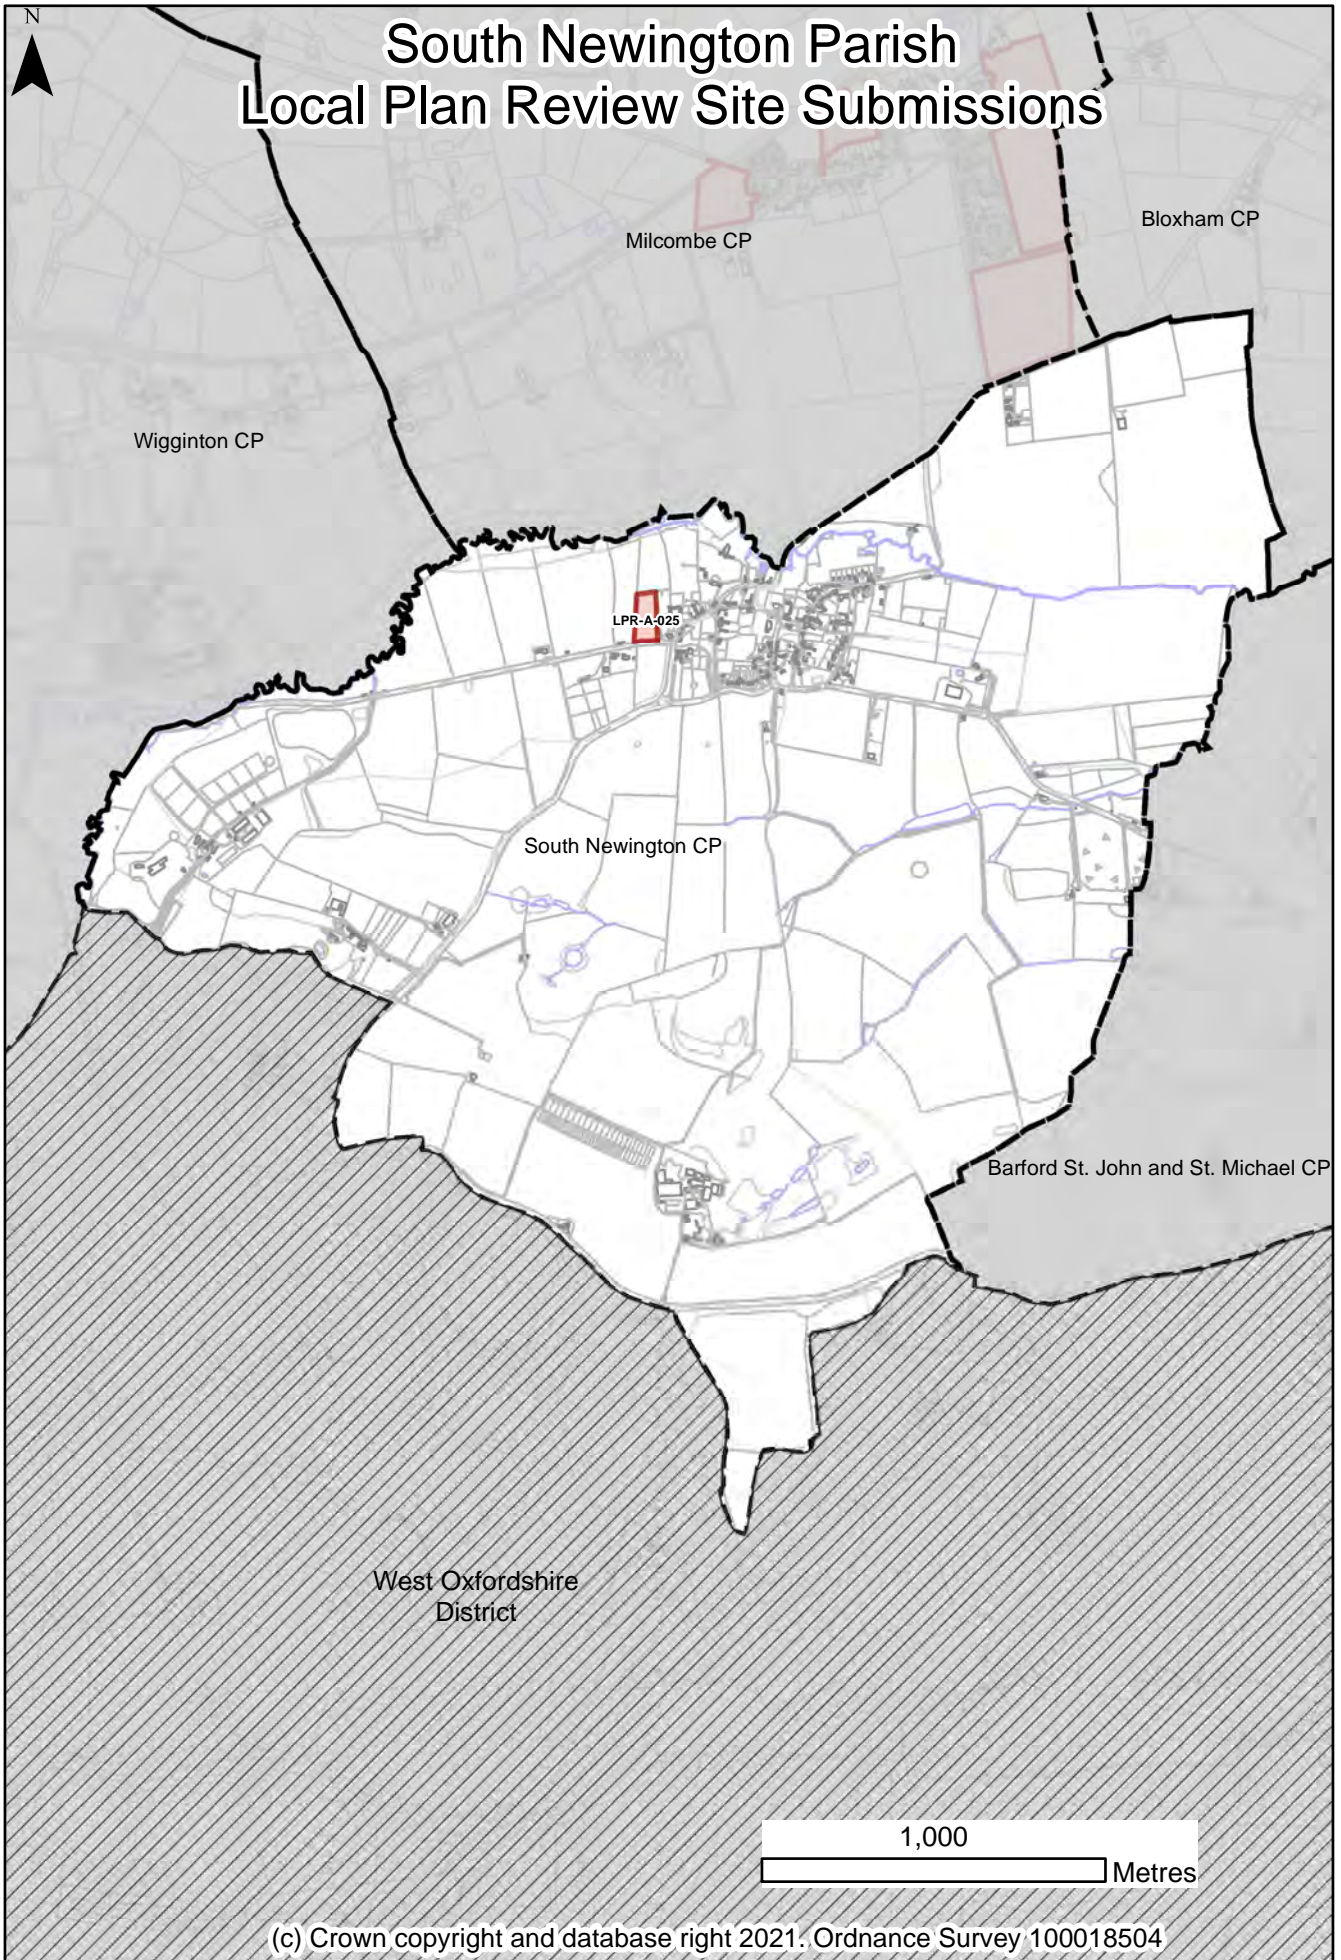 N
South Newington Parish
Local Plan Review Site Submissions
Bloxham CP
Milcombe CP
Wigginton CP
LPR-A-025
South Newington CP
Barford St. John and St. Michael CP
West Oxfordshire
District
1,000
Metres
(c) Crown copyright and database right 2021. Ordnance Survey 100018504